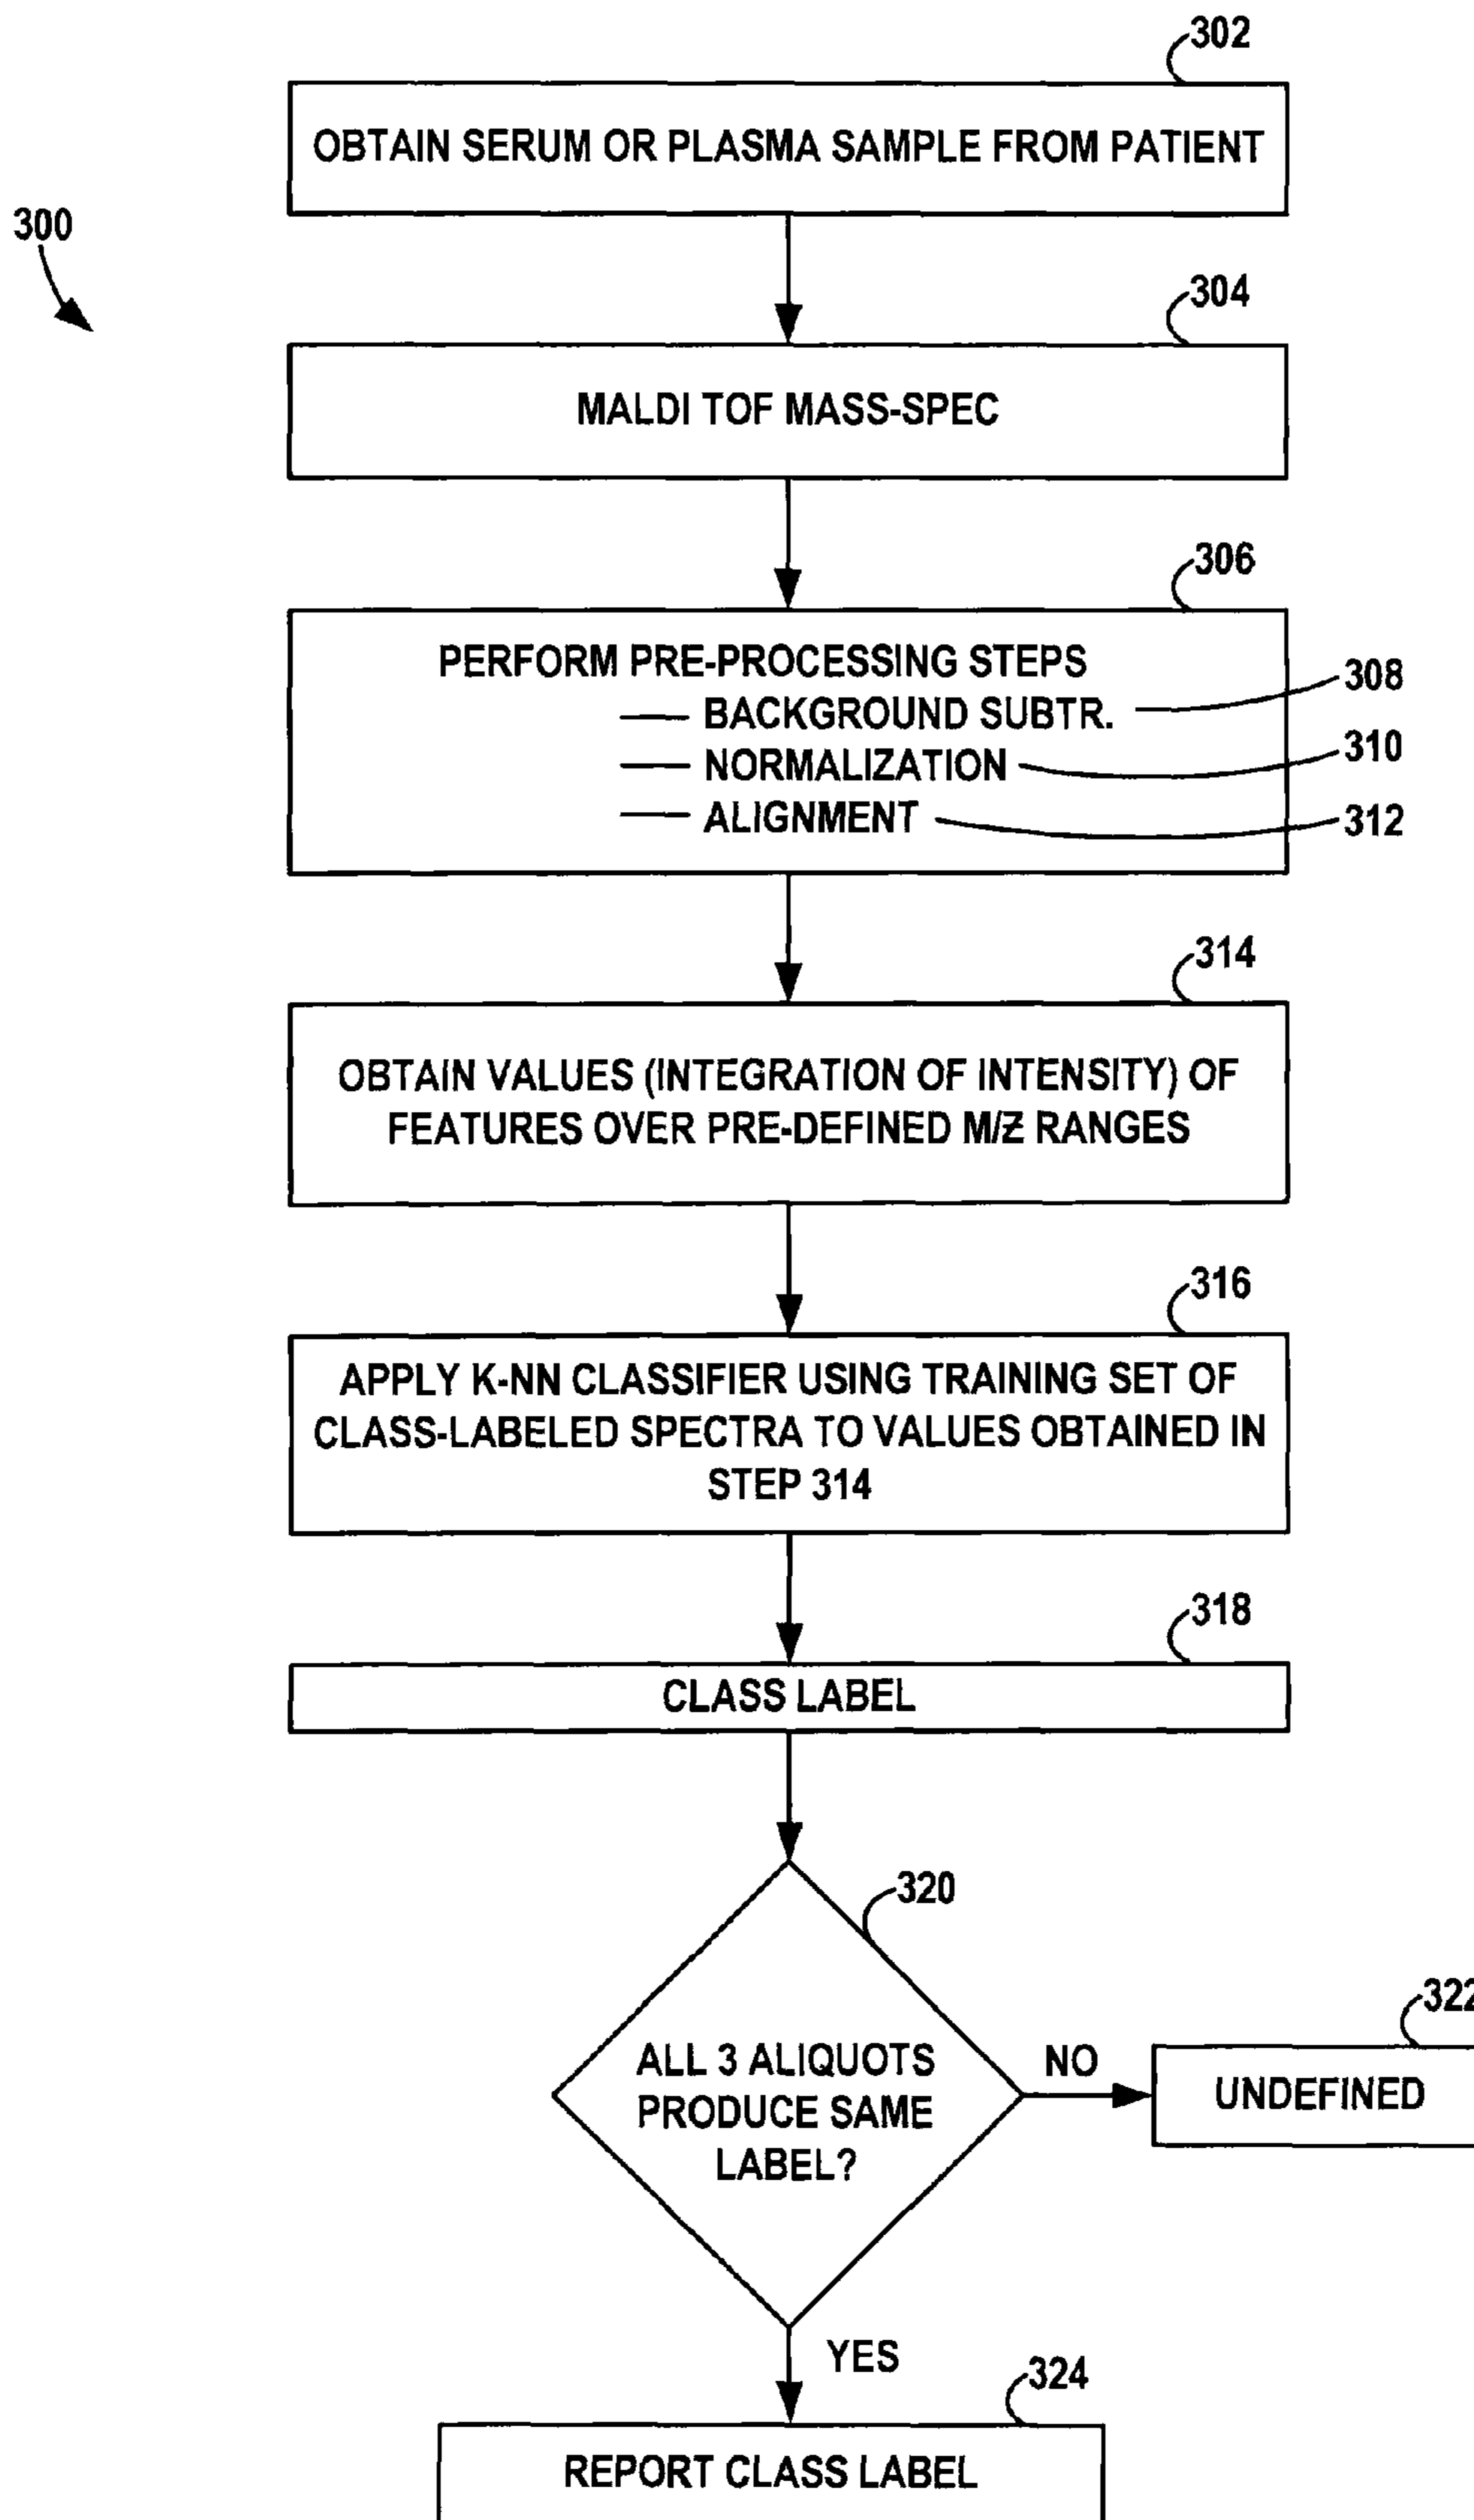 302
OBTAIN SERUM OR PLASMA SAMPLE FROM PATIENT
300
304
MALDI TOF MASS-SPEC
306
PERFORM PRE-PROCESSING STEPS
— BACKGROUND SUBTR.
308
— NORMALIZATION
310
— ALIGNMENT
312
314
OBTAIN VALUES (INTEGRATION OF INTENSITY) OF
FEATURES OVER PRE-DEFINED M/Z RANGES
316
APPLY K-NN CLASSIFIER USING TRAINING SET OF
CLASS-LABELED SPECTRA TO VALUES OBTAINED IN
STEP 314
318
CLASS LABEL
320
322
ALL 3 ALIQUOTS
PRODUCE SAME
LABEL?
NO
UNDEFINED
YES
324
REPORT CLASS LABEL